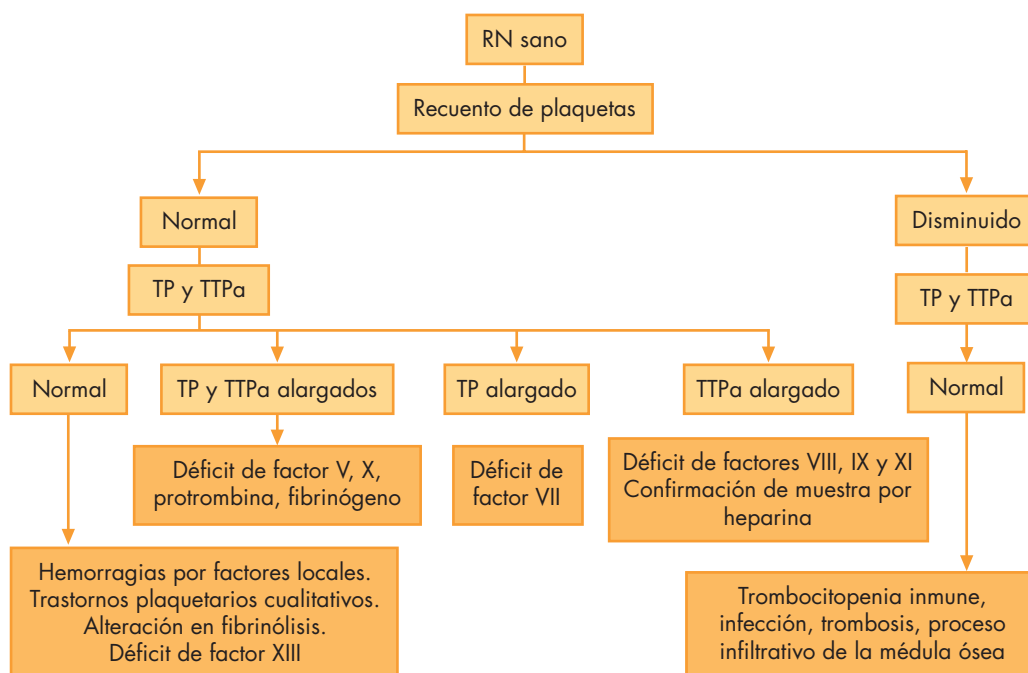 RN sano
Recuento de plaquetas
Normal
Disminuido
TP y TTPa
TP y TTPa
Normal
TP y TTPa alargados
TP alargado
TTPa alargado
Normal
Déficit de factor V, X,
protrombina, fibrinógeno
Déficit de
factor VII
Déficit de factores VIII, IX y XI
Confirmación de muestra por
heparina
Hemorragias por factores locales.
Trastornos plaquetarios cualitativos.
Alteración en fibrinólisis.
Déficit de factor XIII
Trombocitopenia inmune,
infección, trombosis, proceso
infiltrativo de la médula ósea